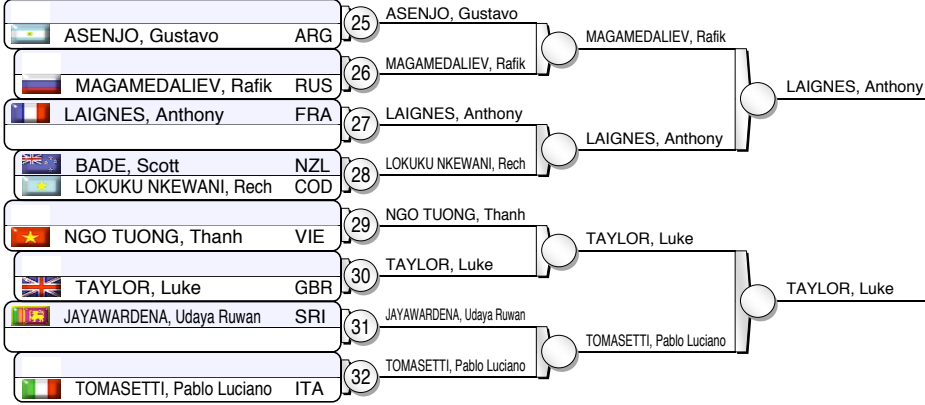 ASENJO, Gustavo ARG
MAGAMEDALIEV, Rafik RUS
LAIGNES, Anthony FRA
BADE, Scott NZL
LOKUKU NKEWANI, Rech COD
NGO TUONG, Thanh VIE
TAYLOR, Luke GBR
JAYAWARDENA, Udaya Ruwan SRI
TOMASETTI, Pablo Luciano ITA
25 ASENJO, Gustavo
26 MAGAMEDALIEV, Rafik
27 LAIGNES, Anthony
28 LOKUKU NKEWANI, Rech
29 NGO TUONG, Thanh
30 TAYLOR, Luke
31 JAYAWARDENA, Udaya Ruwan
32 TOMASETTI, Pablo Luciano
MAGAMEDALIEV, Rafik
LAIGNES, Anthony
TAYLOR, Luke
TOMASETTI, Pablo Luciano
LAIGNES, Anthony
TAYLOR, Luke